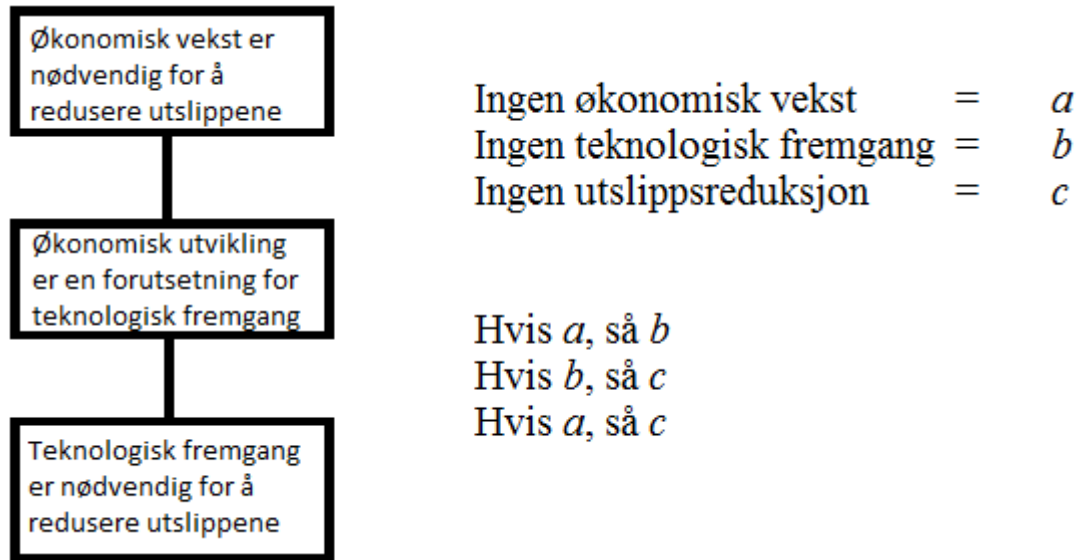 Økonomisk vekst er
nødvendig for å
redusere utslippene
Økonomisk utvikling
er en forutsetning for
teknologisk fremgang
Teknologisk fremgang
er nødvendig for å
redusere utslippene
Ingen økonomisk vekst = a
Ingen teknologisk fremgang = b
Ingen utslippsreduksjon = c
Hvis a, så b
Hvis b, så c
Hvis a, så c